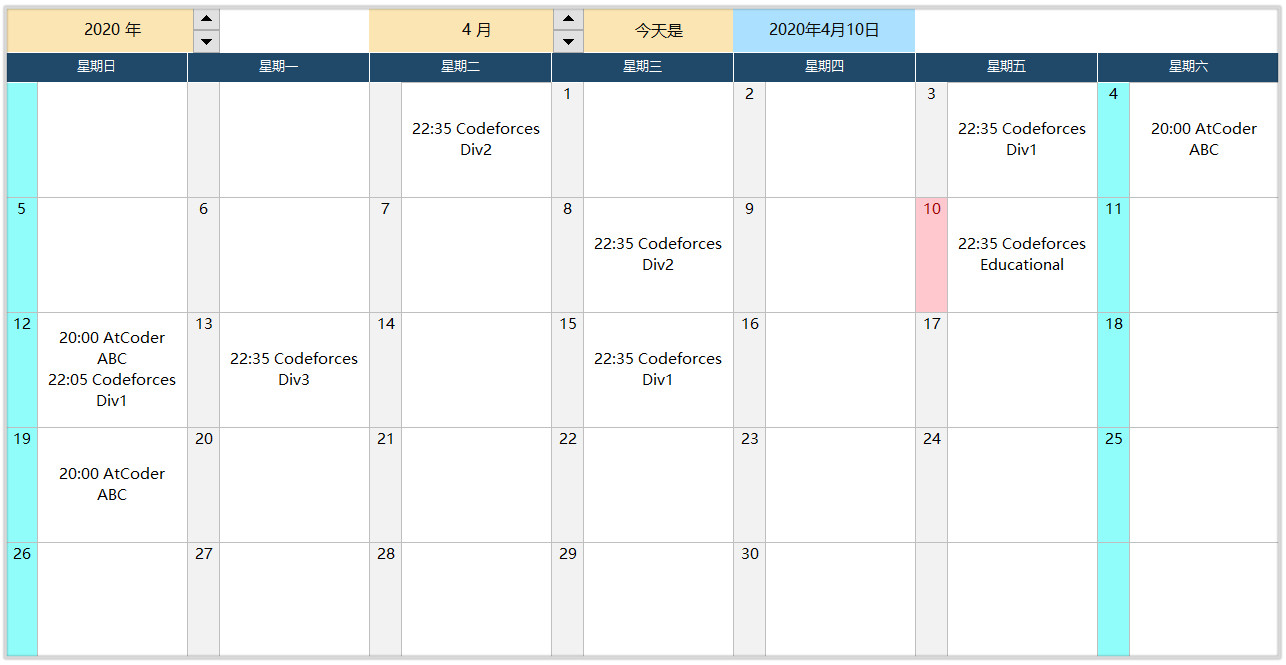 2020 年
4 月
今天是
2020年4月10日
星期日
星期一
星期二
星期三
星期四
星期五
星期六
22:35 Codeforces
Div2
1
2
3
22:35 Codeforces
Div1
4
20:00 AtCoder
ABC
5
6
7
8
22:35 Codeforces
Div2
9
10
22:35 Codeforces
Educational
11
12
20:00 AtCoder
ABC
22:05 Codeforces
Div1
13
22:35 Codeforces
Div3
14
15
22:35 Codeforces
Div1
16
17
18
19
20:00 AtCoder
ABC
20
21
22
23
24
25
26
27
28
29
30